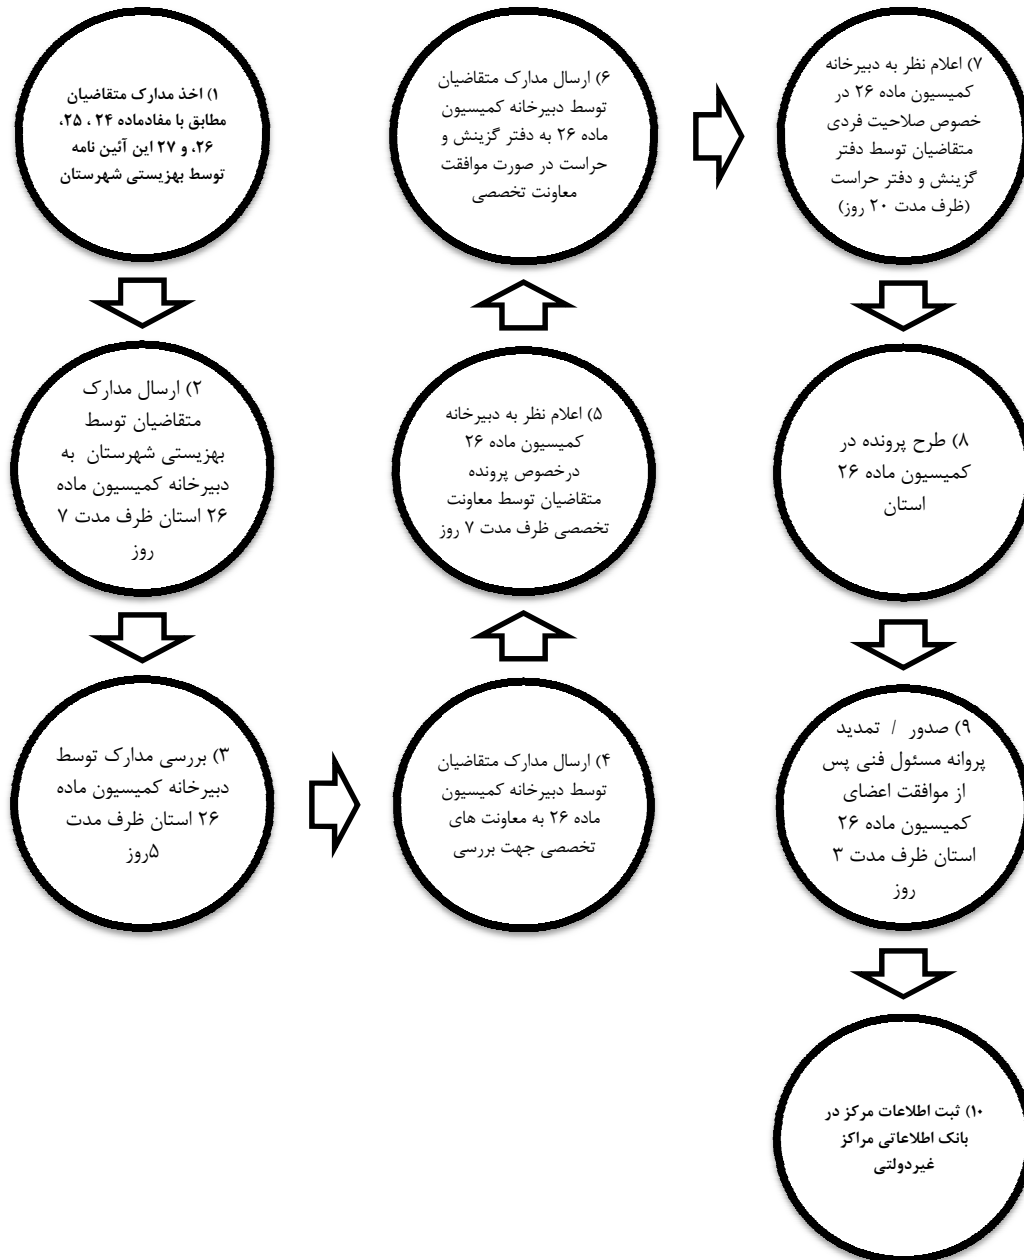 ۱) اخذ مدارک متقاضیان
مطابق با مفادماده ۲۴ ، ۲۵،
۲۶، و ۲۷ این آئین نامه
توسط بهزیستی شهرستان
۲) ارسال مدارک
متقاضیان توسط
بهزیستی شهرستان به
دبیرخانه کمیسیون ماده
۲۶ استان ظرف مدت ۷
روز
۳) بررسی مدارک توسط
دبیرخانه کمیسیون ماده
۲۶ استان ظرف مدت
۵روز
۴) ارسال مدارک متقاضیان
توسط دبیرخانه کمیسیون
ماده ۲۶ به معاونت های
تخصصی جهت بررسی
۵) اعلام نظر به دبیرخانه
کمیسیون ماده ۲۶
درخصوص پرونده
متقاضیان توسط معاونت
تخصصی ظرف مدت ۷ روز
۶) ارسال مدارک متقاضیان
توسط دبیرخانه کمیسیون
ماده ۲۶ به دفتر گزینش و
حراست در صورت موافقت
معاونت تخصصی
۷) اعلام نظر به دبیرخانه
کمیسیون ماده ۲۶ در
خصوص صلاحیت فردی
متقاضیان توسط دفتر
گزینش و دفتر حراست
(ظرف مدت ۲۰ روز)
۸) طرح پرونده در
کمیسیون ماده ۲۶
استان
۹) صدور / تمدید
پروانه مسئول فنی پس
از موافقت اعضای
کمیسیون ماده ۲۶
استان ظرف مدت ۳
روز
۱۰) ثبت اطلاعات مرکز در
بانک اطلاعاتی مراکز
غیردولتی